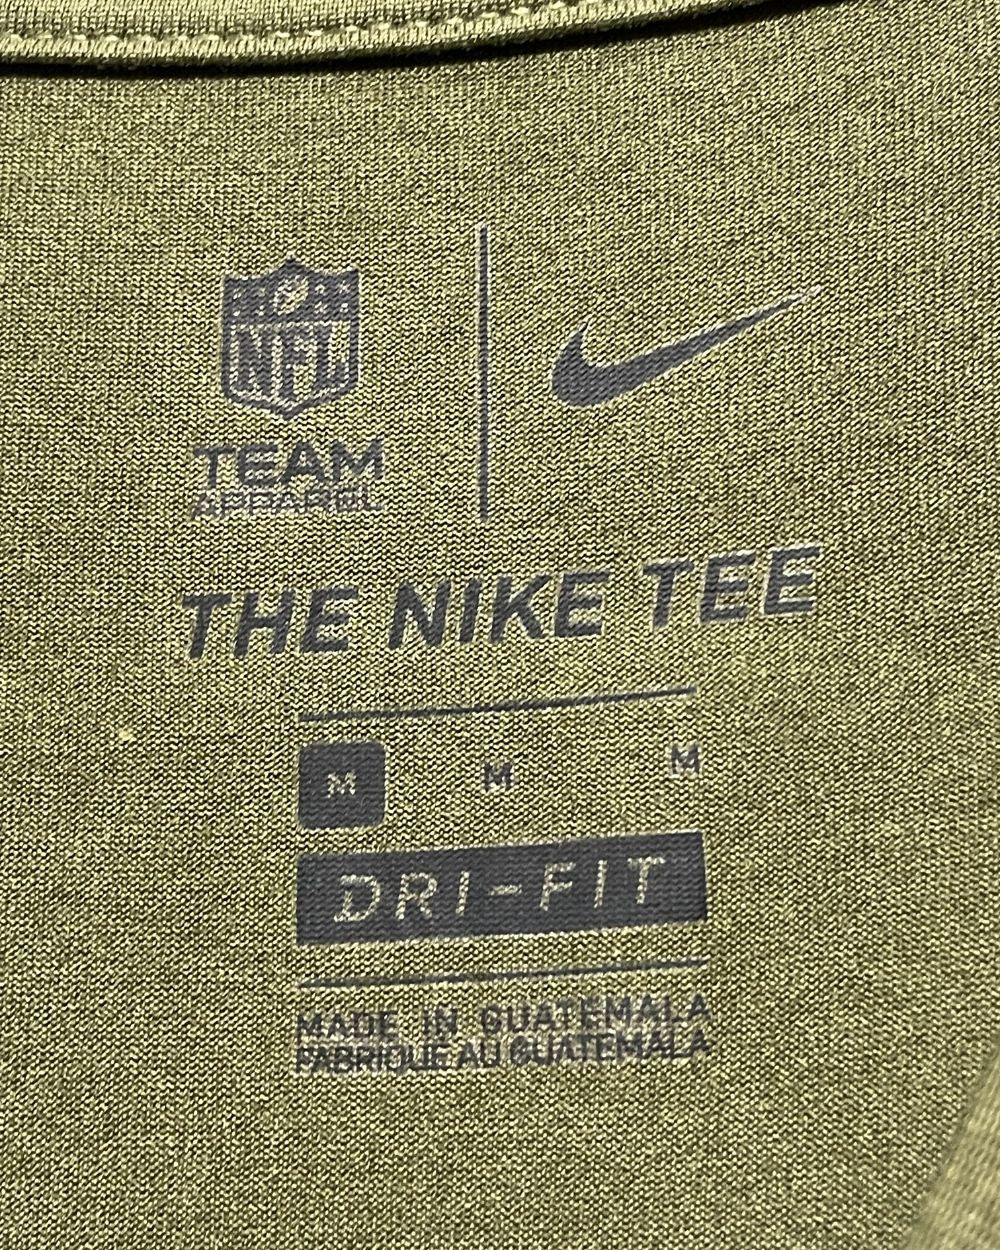 NFL
TEAM
APPAREL
THE NIKE TEE
M M M
DRI-FIT
MADE IN GUATEMALA
FABRIQUE AU GUATEMALA